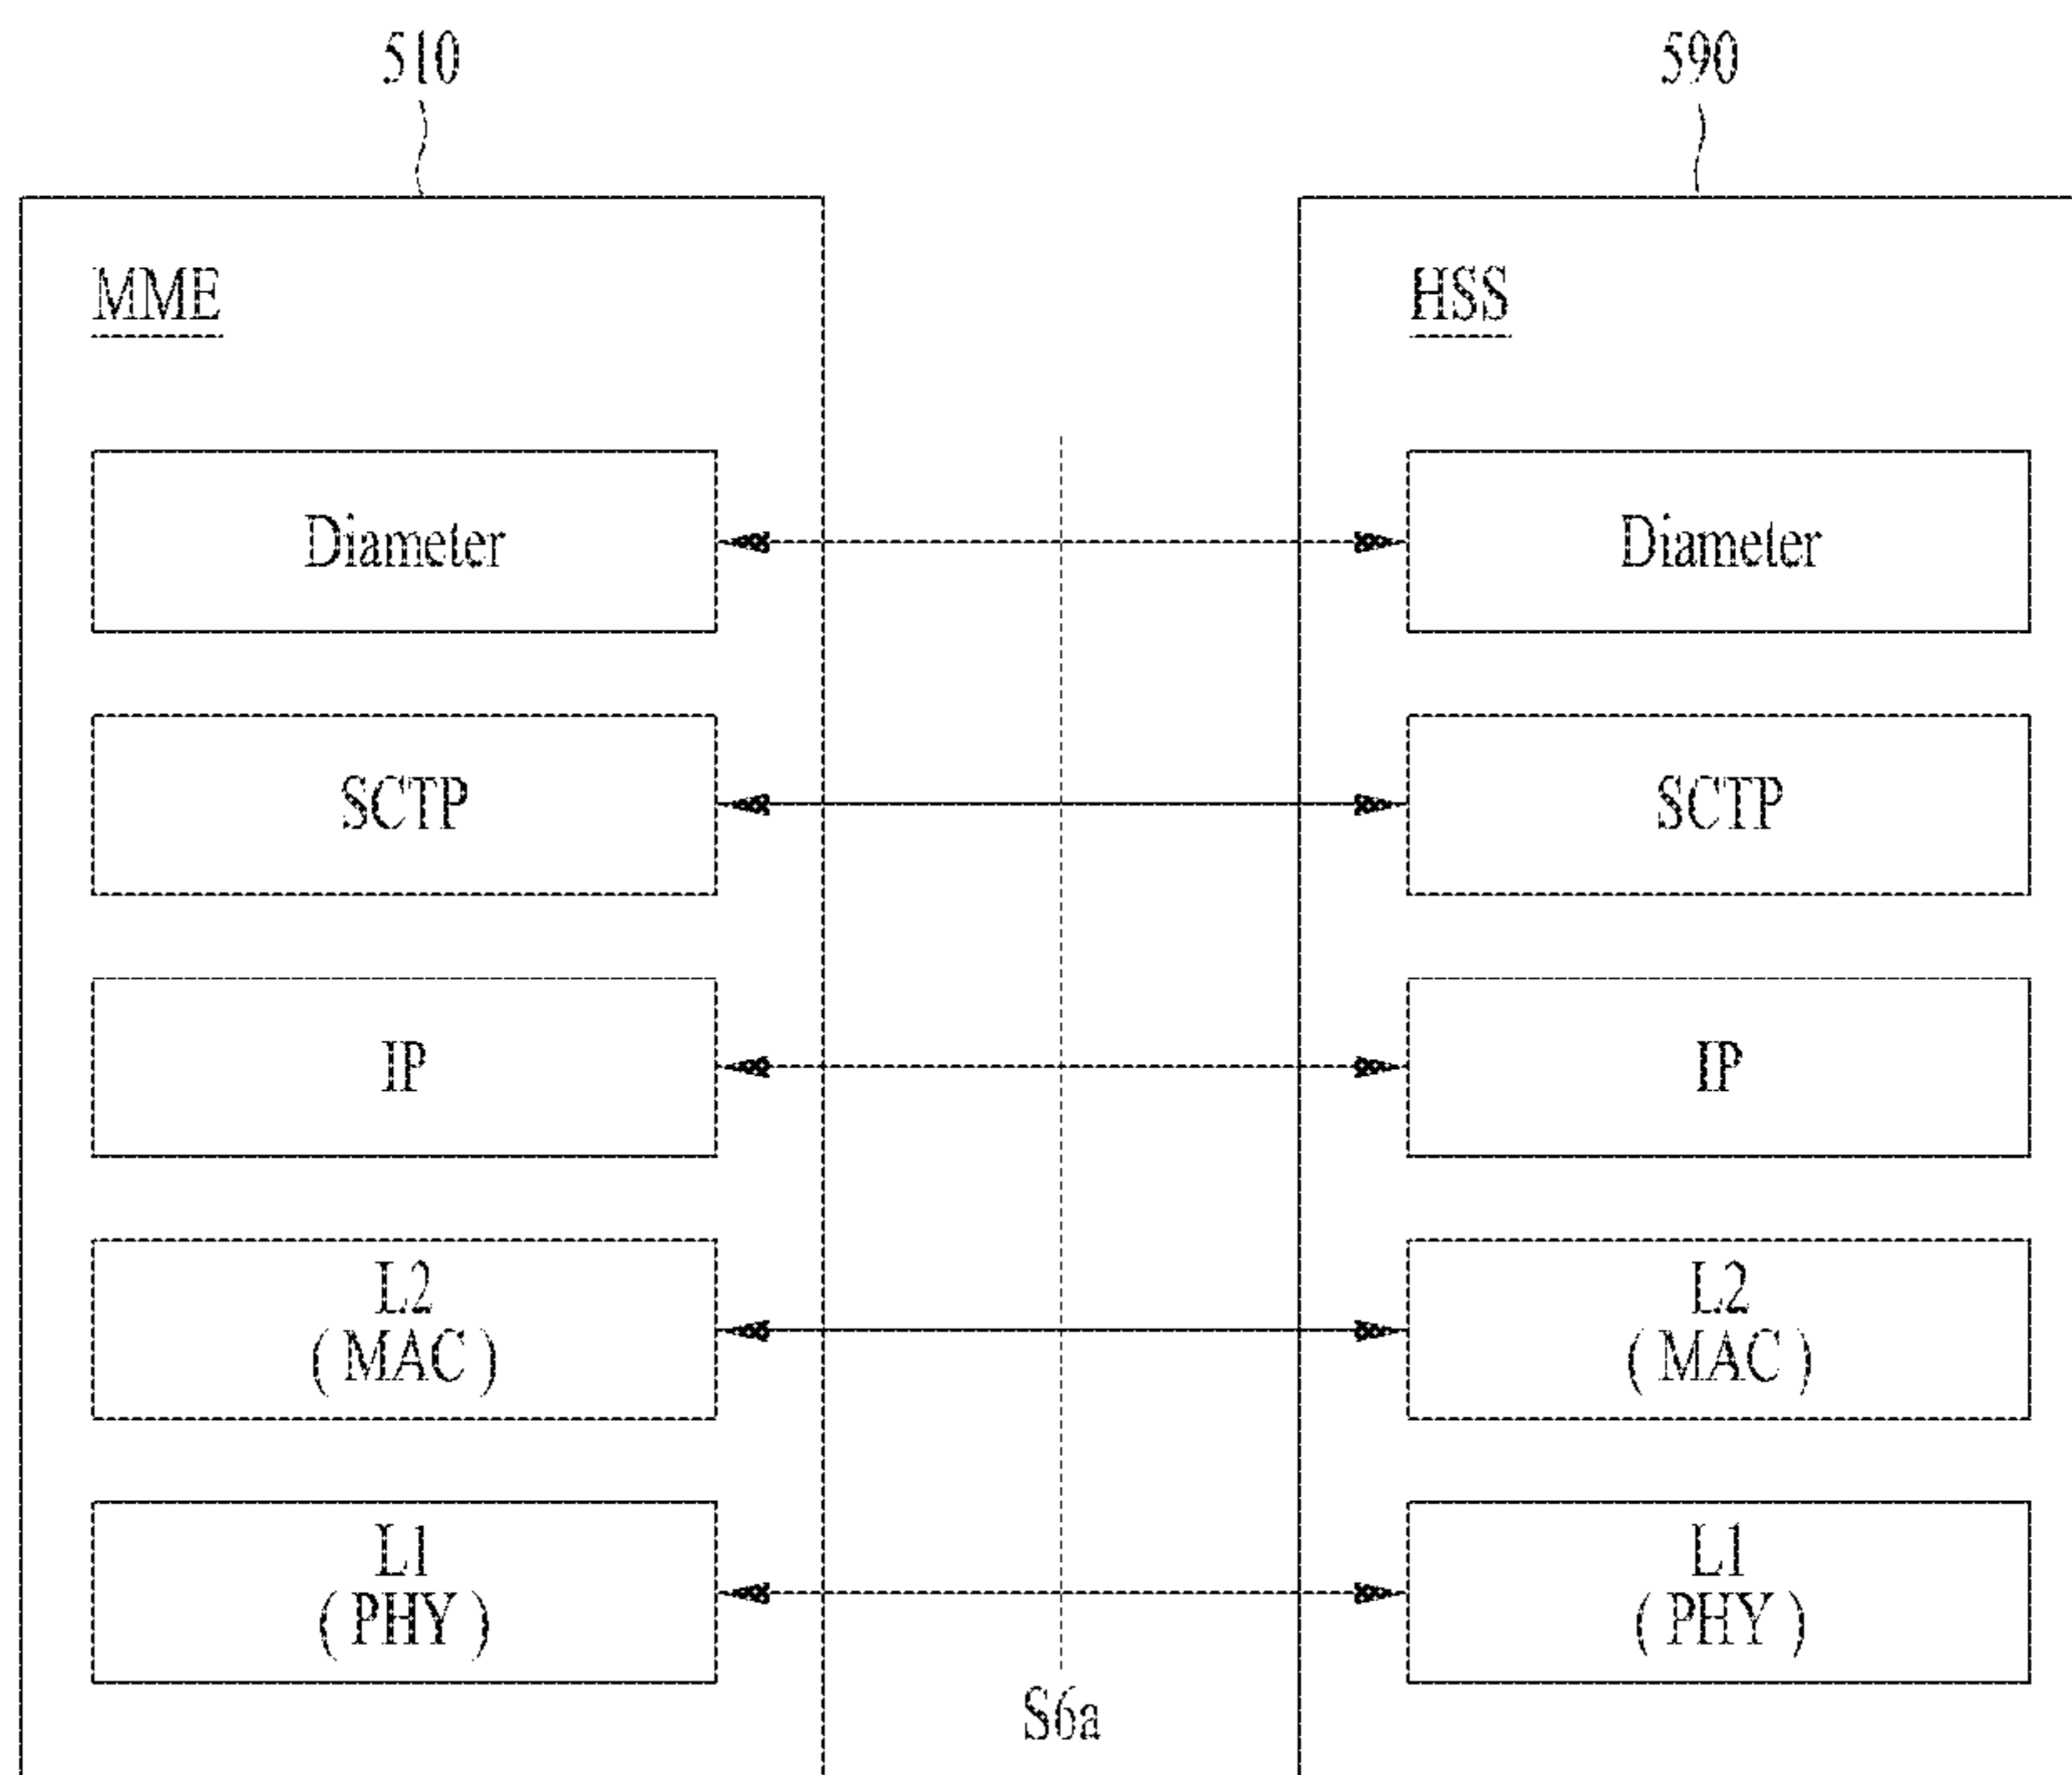 510
590
MME
HSS
Diameter
Diameter
SCTP
SCTP
IP
IP
L2
( MAC )
L2
( MAC )
L1
( PHY )
L1
( PHY )
S6a